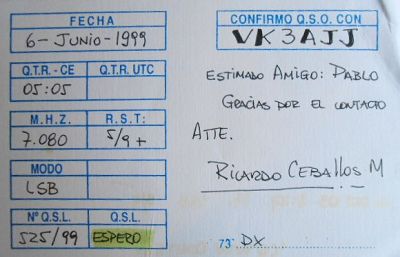 FECHA
6-JUNIO-1999
Q.T.R.-CE Q.T.R. UTC
05:05
M.H.Z. R.S.T:
7.080 5/9+
MODO
LSB
Nº Q.S.L. Q.S.L.
525/99 ESPERO
CONFIRMO Q.S.O. CON
VK3AJJ
ESTIMADO AMIGO: PABLO
GRACIAS POR EL CONTACTO
ATTE.
RICARDO CEBALLOS M
73' DX